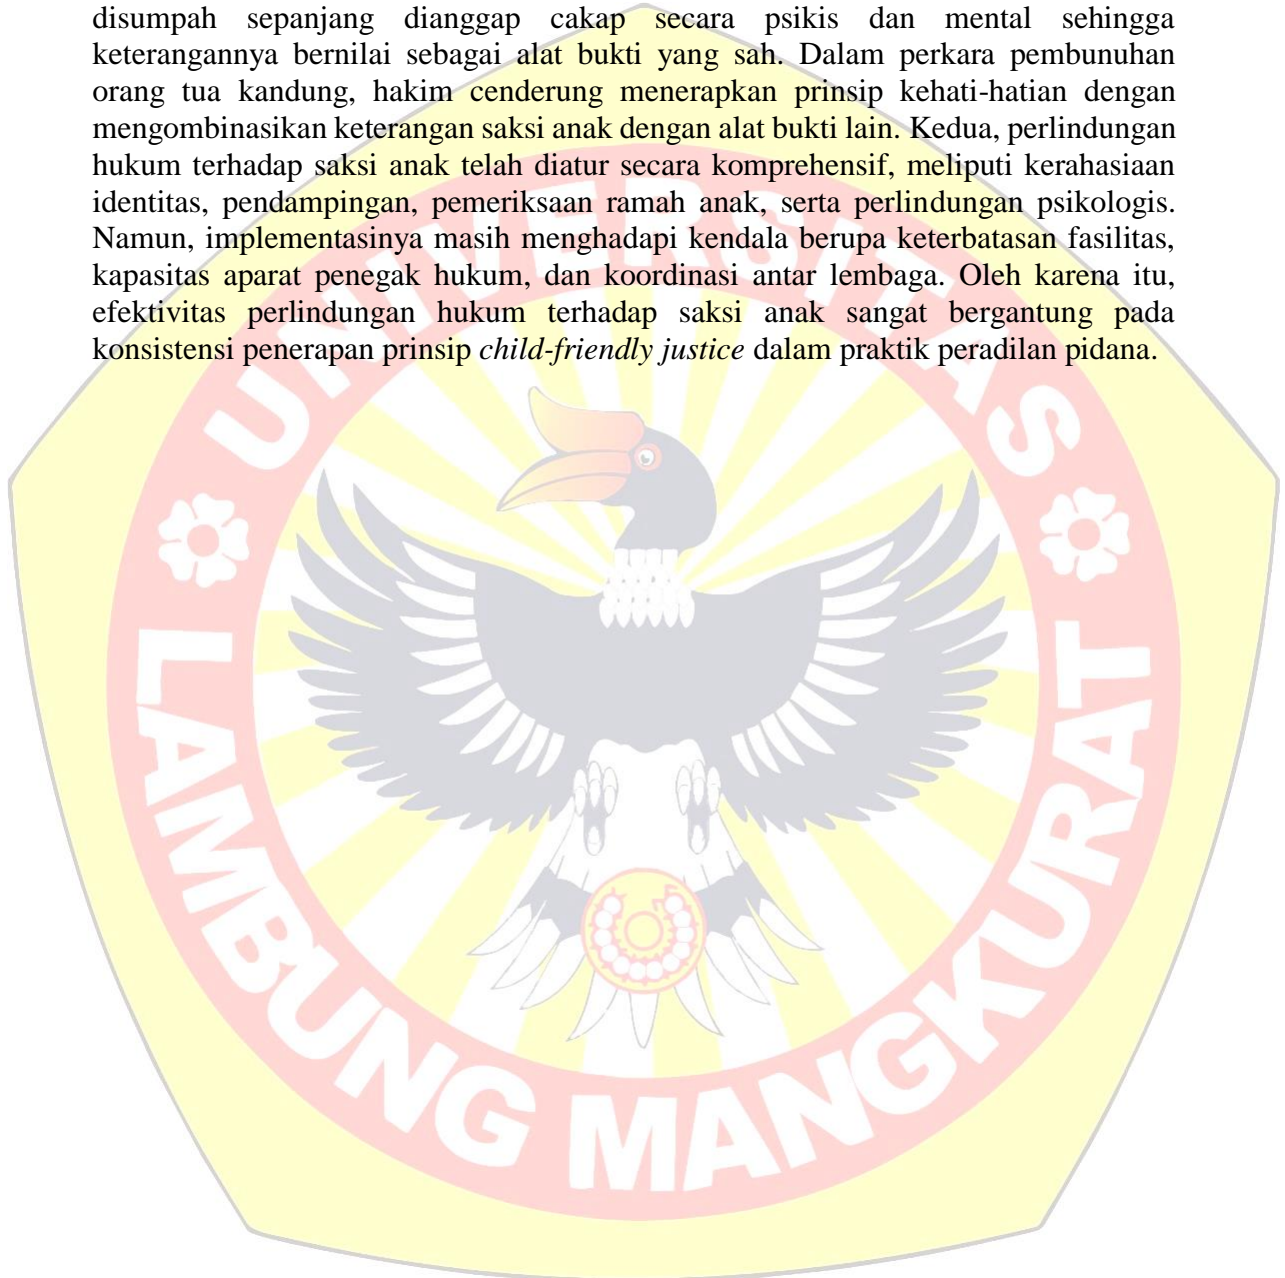 disumpah sepanjang dianggap cakap secara psikis dan mental sehingga
keterangannya bernilai sebagai alat bukti yang sah. Dalam perkara pembunuhan
orang tua kandung, hakim cenderung menerapkan prinsip kehati-hatian dengan
mengombinasikan keterangan saksi anak dengan alat bukti lain. Kedua, perlindungan
hukum terhadap saksi anak telah diatur secara komprehensif, meliputi kerahasiaan
identitas, pendampingan, pemeriksaan ramah anak, serta perlindungan psikologis.
Namun, implementasinya masih menghadapi kendala berupa keterbatasan fasilitas,
kapasitas aparat penegak hukum, dan koordinasi antar lembaga. Oleh karena itu,
efektivitas perlindungan hukum terhadap saksi anak sangat bergantung pada
konsistensi penerapan prinsip child-friendly justice dalam praktik peradilan pidana.
UNIVERSITAS
LAMBUNG MANGKURAT